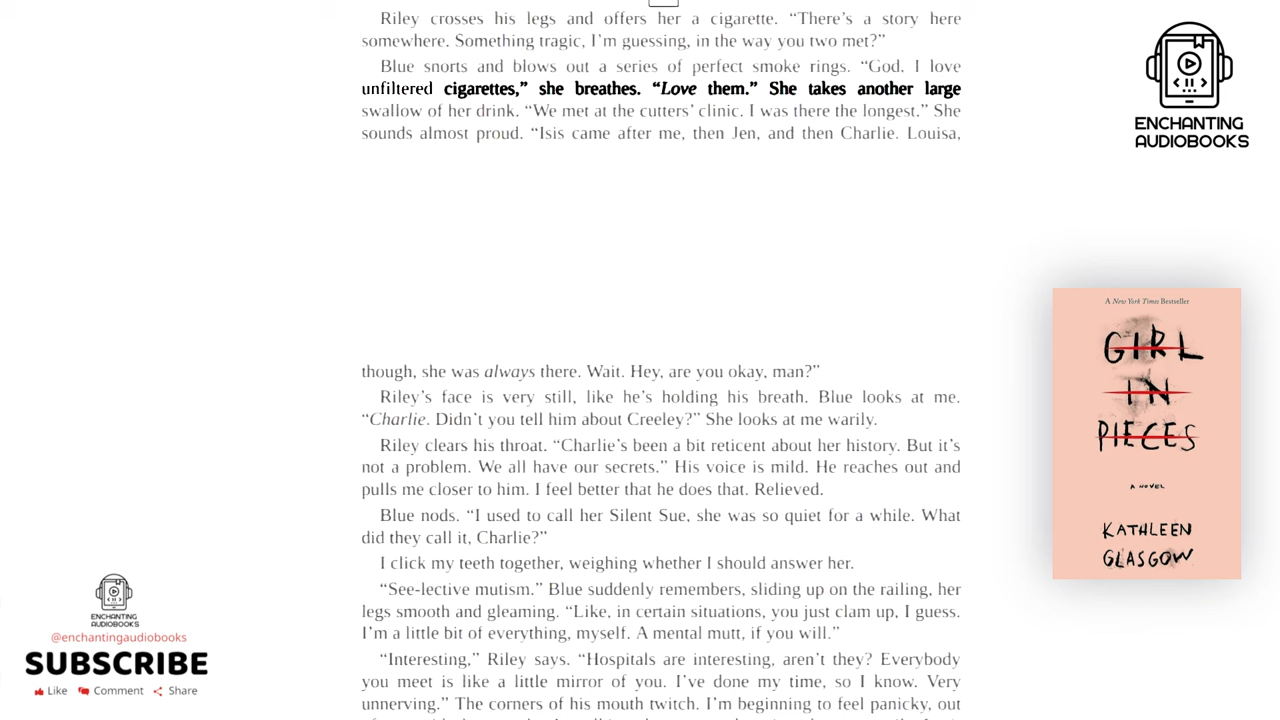 Riley crosses his legs and offers her a cigarette. “There’s a story here
somewhere. Something tragic, I’m guessing, in the way you two met?”
Blue snorts and blows out a series of perfect smoke rings. “God. I love
unfiltered cigarettes,” she breathes. “Love them.” She takes another large
swallow of her drink. “We met at the cutters’ clinic. I was there the longest.” She
sounds almost proud. “Isis came after me, then Jen, and then Charlie. Louisa,
though, she was always there. Wait. Hey, are you okay, man?”
Riley’s face is very still, like he’s holding his breath. Blue looks at me.
“Charlie. Didn’t you tell him about Creeley?” She looks at me warily.
Riley clears his throat. “Charlie’s been a bit reticent about her history. But it’s
not a problem. We all have our secrets.” His voice is mild. He reaches out and
pulls me closer to him. I feel better that he does that. Relieved.
Blue nods. “I used to call her Silent Sue, she was so quiet for a while. What
did they call it, Charlie?”
I click my teeth together, weighing whether I should answer her.
“See-lective mutism.” Blue suddenly remembers, sliding up on the railing, her
legs smooth and gleaming. “Like, in certain situations, you just clam up, I guess.
I’m a little bit of everything, myself. A mental mutt, if you will.”
“Interesting,” Riley says. “Hospitals are interesting, aren’t they? Everybody
you meet is like a little mirror of you. I’ve done my time, so I know. Very
unnerving.” The corners of his mouth twitch. I’m beginning to feel panicky, out
ENCHANTING
AUDIOBOOKS
A New York Times Bestseller
GIRL
IN
PIECES
A NOVEL
KATHLEEN
GLASGOW
ENCHANTING
AUDIOBOOKS
@enchantingaudiobooks
SUBSCRIBE
Like Comment Share